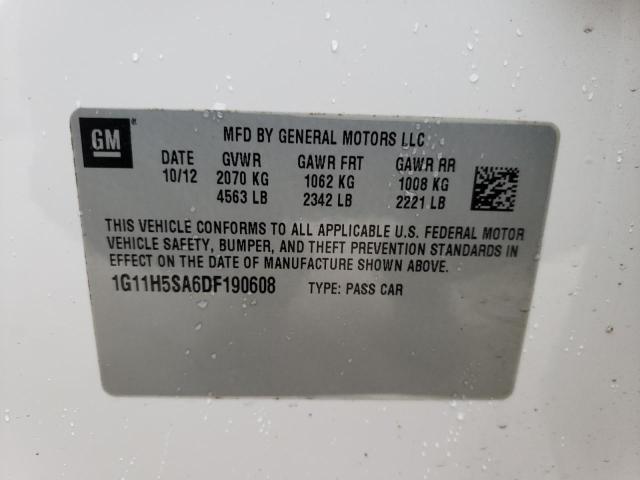 GM ®
MFD BY GENERAL MOTORS LLC
DATE GVWR GAWR FRT GAWR RR
10/12 2070 KG 1062 KG 1008 KG
4563 LB 2342 LB 2221 LB
THIS VEHICLE CONFORMS TO ALL APPLICABLE U.S. FEDERAL MOTOR
VEHICLE SAFETY, BUMPER, AND THEFT PREVENTION STANDARDS IN
EFFECT ON THE DATE OF MANUFACTURE SHOWN ABOVE.
1G11H5SA6DF190608 TYPE: PASS CAR